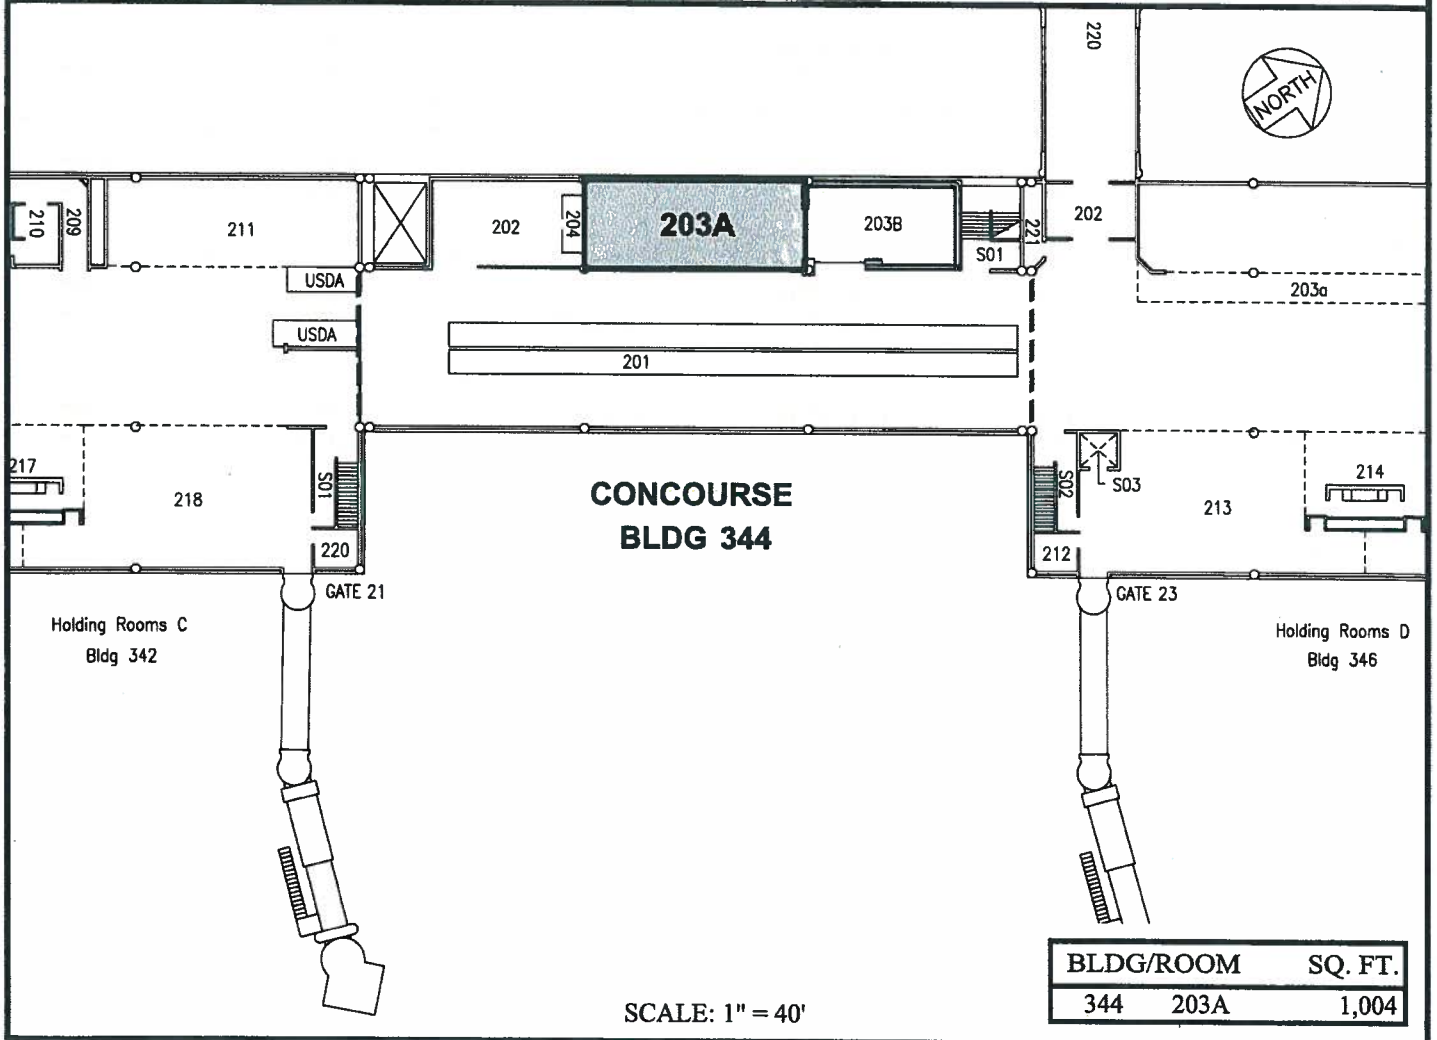 220
NORTH
210
209
211
202
204
203A
203B
S01
221
202
USDA
203a
USDA
201
217
218
S01
CONCOURSE
BLDG 344
S02
S03
213
214
220
212
GATE 21
GATE 23
Holding Rooms C
Bldg 342
Holding Rooms D
Bldg 346
BLDG/ROOM SQ. FT.
344 203A 1,004
SCALE: 1" = 40'